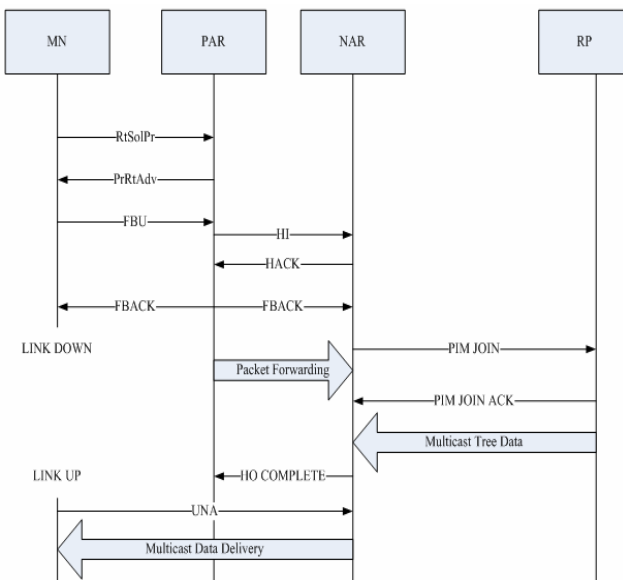 MN
PAR
NAR
RP
RtSolPr
PrRtAdv
FBU
HI
HACK
FBACK
FBACK
LINK DOWN
PIM JOIN
Packet Forwarding
PIM JOIN ACK
Multicast Tree Data
LINK UP
HO COMPLETE
UNA
Multicast Data Delivery